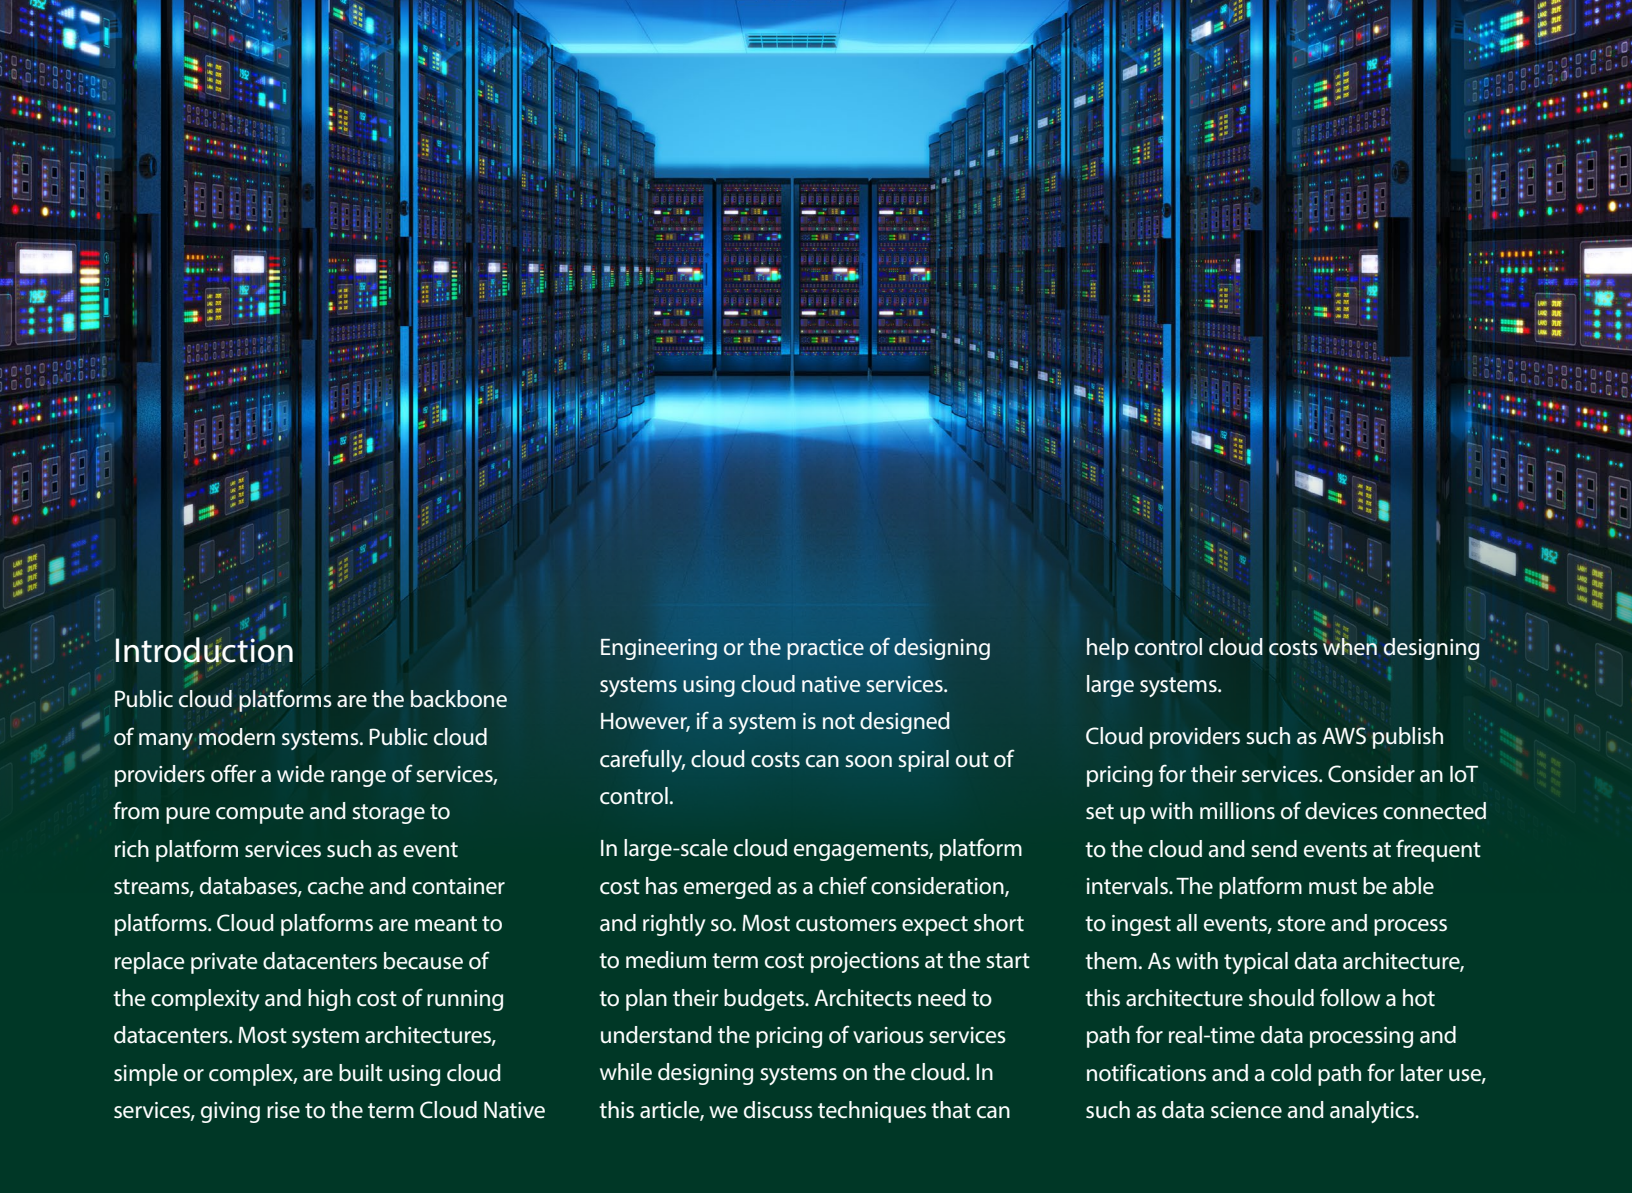 Introduction
Public cloud platforms are the backbone
of many modern systems. Public cloud
providers offer a wide range of services,
from pure compute and storage to
rich platform services such as event
streams, databases, cache and container
platforms. Cloud platforms are meant to
replace private datacenters because of
the complexity and high cost of running
datacenters. Most system architectures,
simple or complex, are built using cloud
services, giving rise to the term Cloud Native
Engineering or the practice of designing
systems using cloud native services.
However, if a system is not designed
carefully, cloud costs can soon spiral out of
control.
In large-scale cloud engagements, platform
cost has emerged as a chief consideration,
and rightly so. Most customers expect short
to medium term cost projections at the start
to plan their budgets. Architects need to
understand the pricing of various services
while designing systems on the cloud. In
this article, we discuss techniques that can
help control cloud costs when designing
large systems.
Cloud providers such as AWS publish
pricing for their services. Consider an IoT
set up with millions of devices connected
to the cloud and send events at frequent
intervals. The platform must be able
to ingest all events, store and process
them. As with typical data architecture,
this architecture should follow a hot
path for real-time data processing and
notifications and a cold path for later use,
such as data science and analytics.